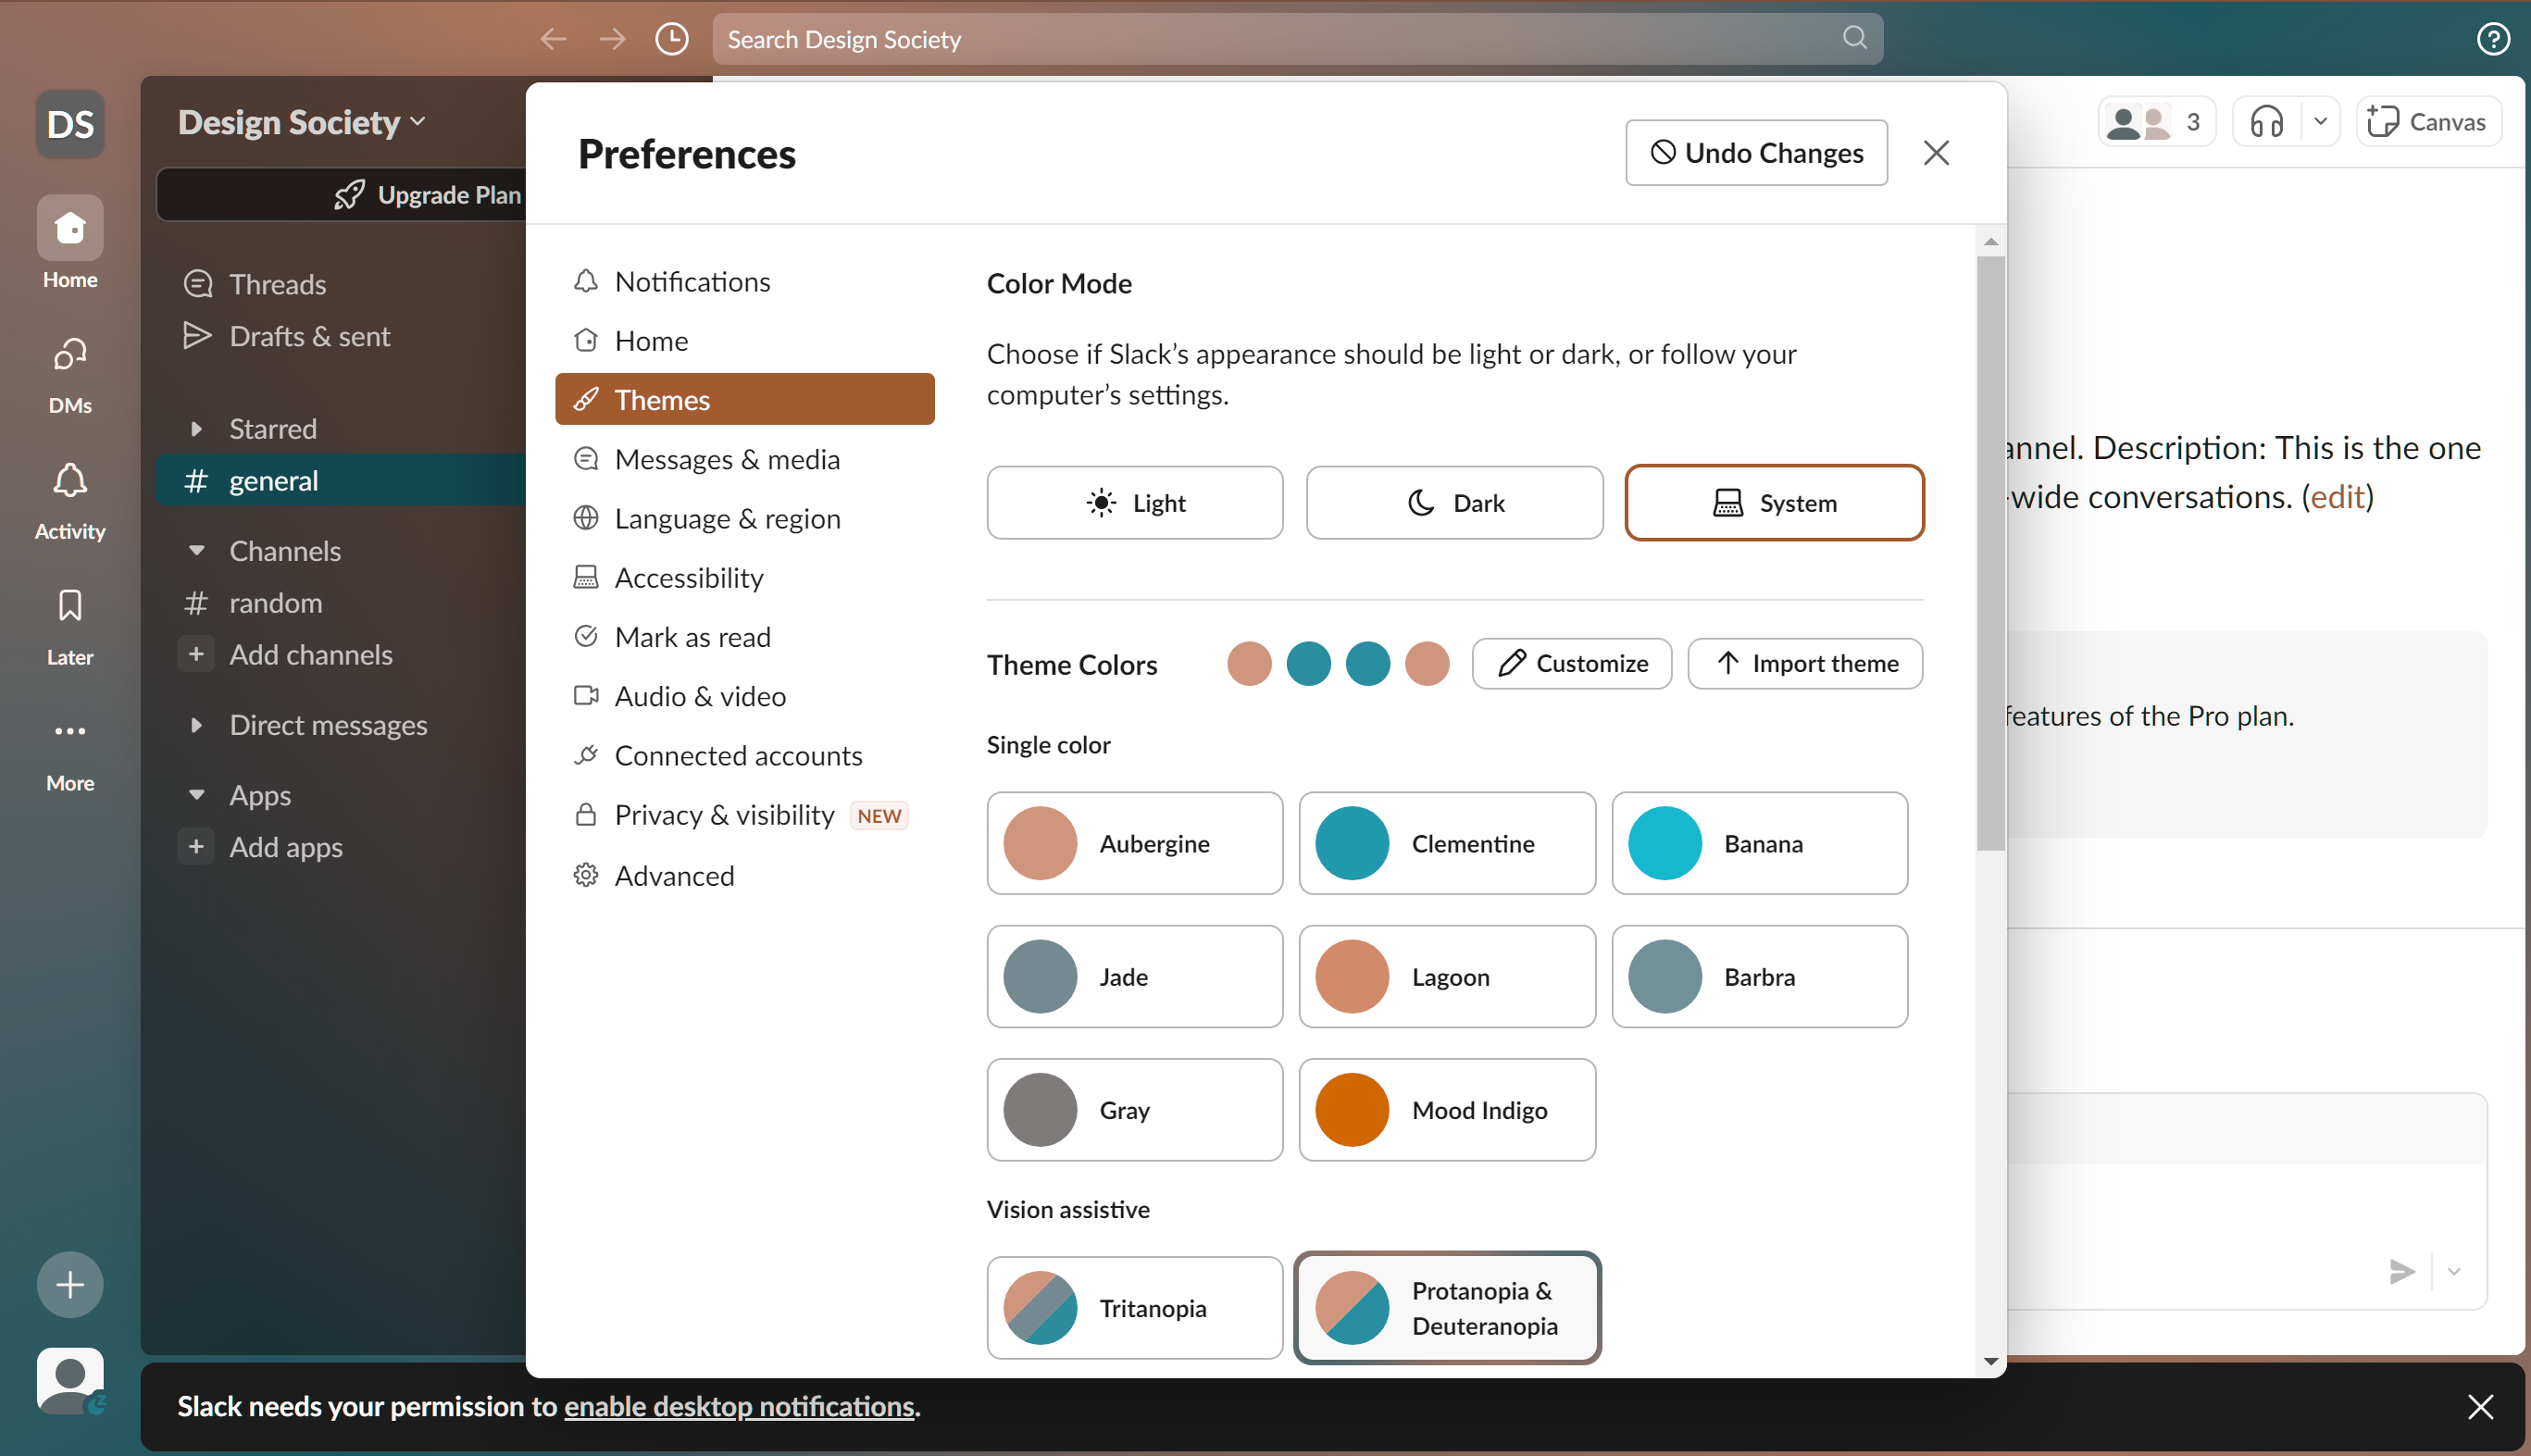 Search Design Society
DS
Home
DMs
Activity
Later
More
Design Society
Upgrade Plan
Threads
Drafts & sent
Starred
# general
Channels
# random
+ Add channels
Direct messages
Apps
+ Add apps
3
Canvas
annel. Description: This is the one
-wide conversations. (edit)
features of the Pro plan.
Preferences
Undo Changes
Notifications
Home
Themes
Messages & media
Language & region
Accessibility
Mark as read
Audio & video
Connected accounts
Privacy & visibility NEW
Advanced
Color Mode
Choose if Slack’s appearance should be light or dark, or follow your
computer’s settings.
Light
Dark
System
Theme Colors
Customize
Import theme
Single color
Aubergine
Clementine
Banana
Jade
Lagoon
Barbra
Gray
Mood Indigo
Vision assistive
Tritanopia
Protanopia &
Deuteranopia
Slack needs your permission to enable desktop notifications.